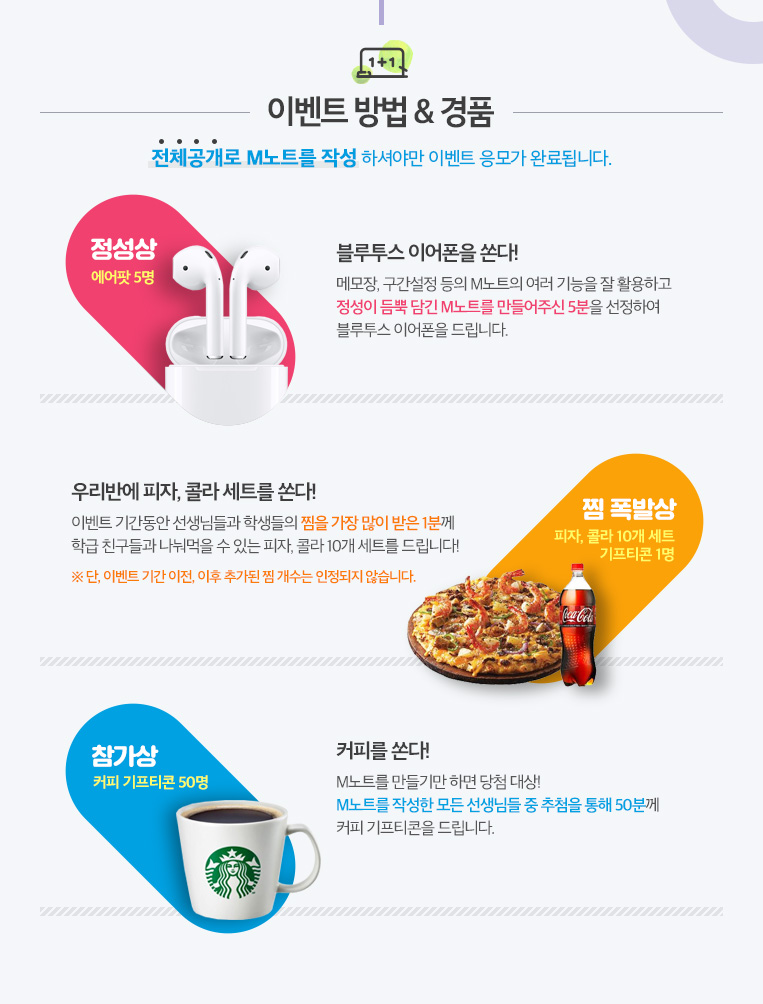 1+1
이벤트 방법 & 경품
전체공개로 M노트를 작성 하셔야만 이벤트 응모가 완료됩니다.
정성상
에어팟 5명
블루투스 이어폰을 쏜다!
메모장, 구간설정 등의 M노트의 여러 기능을 잘 활용하고
정성이 듬뿍 담긴 M노트를 만들어주신 5분을 선정하여
블루투스 이어폰을 드립니다.
우리반에 피자, 콜라 세트를 쏜다!
이벤트 기간동안 선생님들과 학생들의 찜을 가장 많이 받은 1분께
학급 친구들과 나눠먹을 수 있는 피자, 콜라 10개 세트를 드립니다!
※ 단, 이벤트 기간 이전, 이후 추가된 찜 개수는 인정되지 않습니다.
찜 폭발상
피자, 콜라 10개 세트
기프티콘 1명
Coca-Cola
참가상
커피 기프티콘 50명
커피를 쏜다!
M노트를 만들기만 하면 당첨 대상!
M노트를 작성한 모든 선생님들 중 추첨을 통해 50분께
커피 기프티콘을 드립니다.